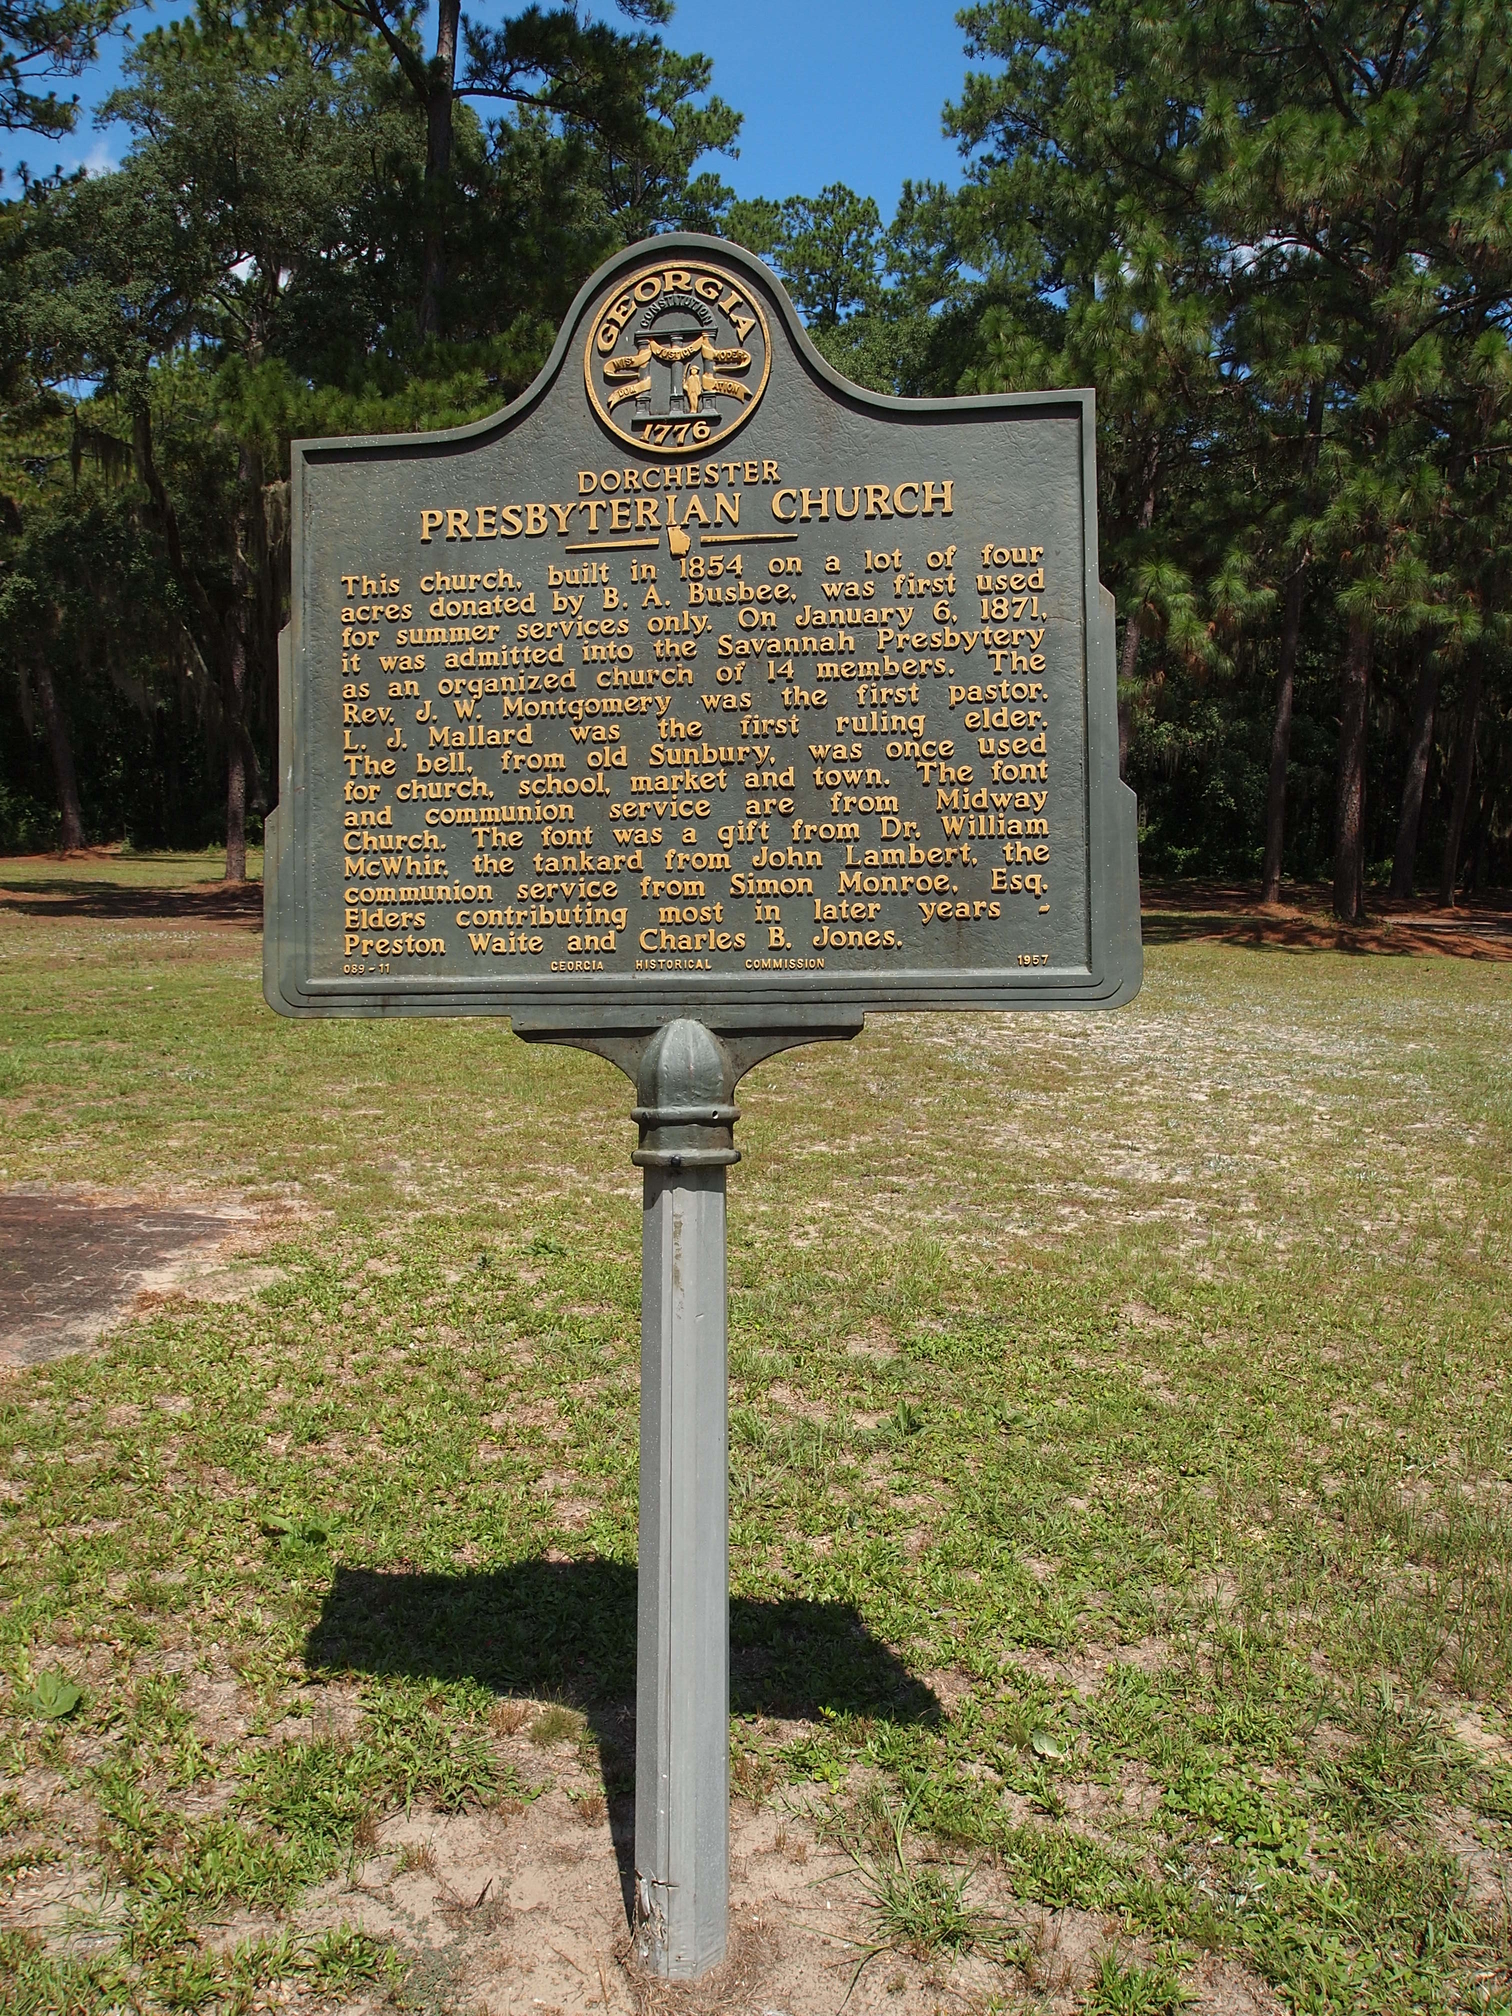 GEORGIA
CONSTITUTION
WISDOM JUSTICE MODERATION
1776
DORCHESTER
PRESBYTERIAN CHURCH
This church, built in 1854 on a lot of four
acres donated by B. A. Busbee, was first used
for summer services only. On January 6, 1871,
it was admitted into the Savannah Presbytery
as an organized church of 14 members. The
Rev. J. W. Montgomery was the first pastor.
L. J. Mallard was the first ruling elder.
The bell, from old Sunbury, was once used
for church, school, market and town. The font
and communion service are from Midway
Church. The font was a gift from Dr. William
McWhir, the tankard from John Lambert, the
communion service from Simon Monroe, Esq.
Elders contributing most in later years -
Preston Waite and Charles B. Jones.
089-11 GEORGIA HISTORICAL COMMISSION 1957